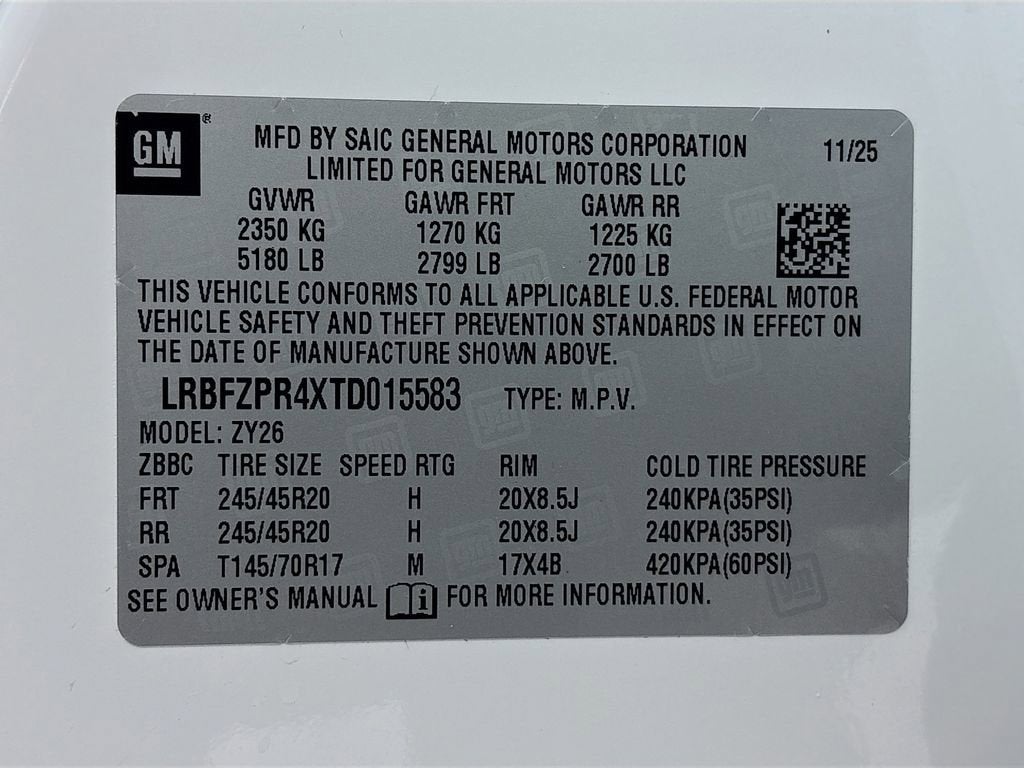 GM ®
MFD BY SAIC GENERAL MOTORS CORPORATION 11/25
LIMITED FOR GENERAL MOTORS LLC
GVWR GAWR FRT GAWR RR
2350 KG 1270 KG 1225 KG
5180 LB 2799 LB 2700 LB
THIS VEHICLE CONFORMS TO ALL APPLICABLE U.S. FEDERAL MOTOR
VEHICLE SAFETY AND THEFT PREVENTION STANDARDS IN EFFECT ON
THE DATE OF MANUFACTURE SHOWN ABOVE.
LRBFZPR4XTD015583 TYPE: M.P.V.
MODEL: ZY26
ZBBC TIRE SIZE SPEED RTG RIM COLD TIRE PRESSURE
FRT 245/45R20 H 20X8.5J 240KPA(35PSI)
RR 245/45R20 H 20X8.5J 240KPA(35PSI)
SPA T145/70R17 M 17X4B 420KPA(60PSI)
SEE OWNER'S MANUAL i FOR MORE INFORMATION.